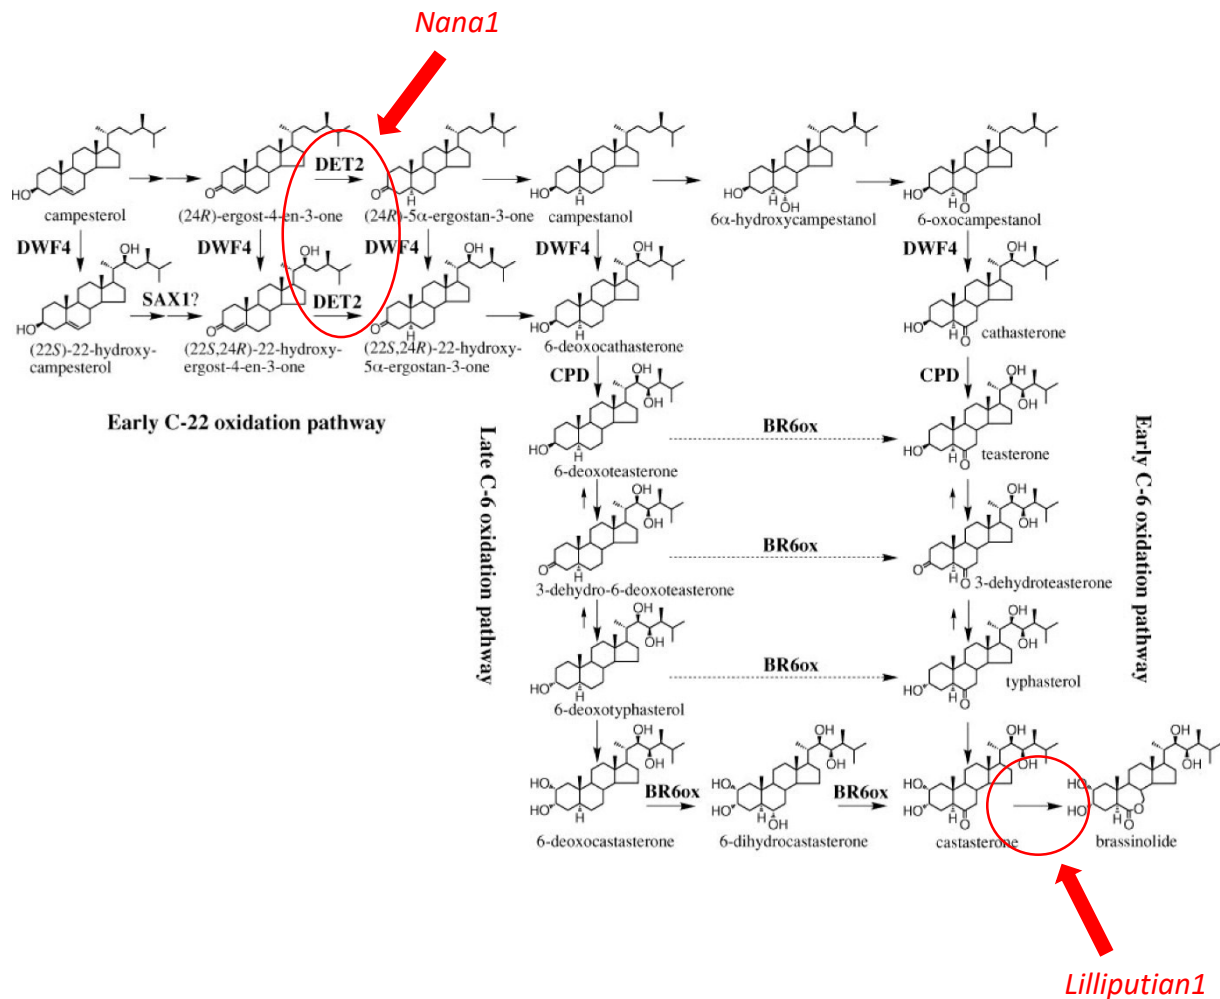 Nana1
DET2
campesterol
(24R)-ergost-4-en-3-one
(24R)-5α-ergostan-3-one
campestanol
6α-hydroxycampestanol
6-oxocampestanol
DWF4
DWF4
DWF4
DWF4
DWF4
SAX1?
DET2
(22S)-22-hydroxy-
campesterol
(22S,24R)-22-hydroxy-
ergost-4-en-3-one
(22S,24R)-22-hydroxy-
5α-ergostan-3-one
6-deoxocathasterone
cathasterone
CPD
CPD
Early C-22 oxidation pathway
Late C-6 oxidation pathway
Early C-6 oxidation pathway
BR6ox
6-deoxoteasterone
teasterone
BR6ox
3-dehydro-6-deoxoteasterone
3-dehydroteasterone
BR6ox
6-deoxotyphasterol
typhasterol
BR6ox
BR6ox
6-deoxocastasterone
6-dihydrocastasterone
castasterone
brassinolide
Lilliputian1